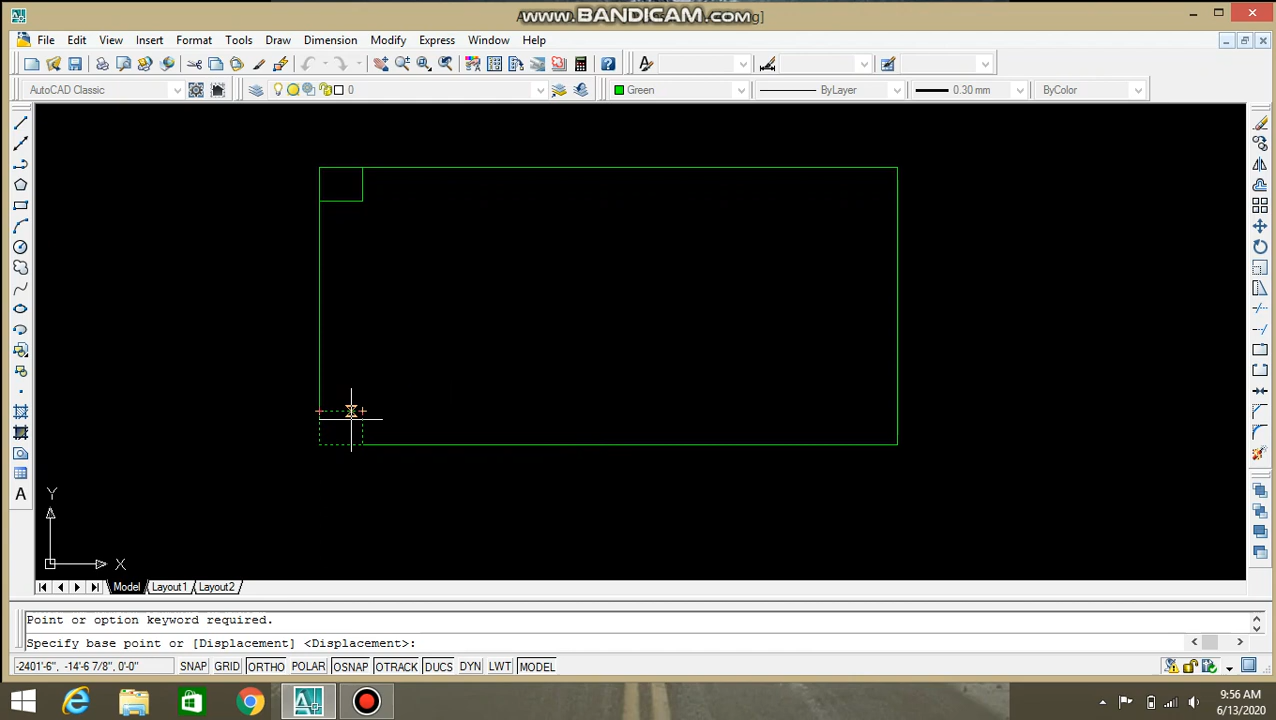 www.BANDICAM.com
File Edit View Insert Format Tools Draw Dimension Modify Express Window Help
AutoCAD Classic 0 Green ByLayer 0.30 mm ByColor
Y
X
Model Layout1 Layout2
Point or option keyword required.
Specify base point or [Displacement] <Displacement>:
-2401'-6", -14'-6 7/8", 0'-0" SNAP GRID ORTHO POLAR OSNAP OTRACK DUCS DYN LWT MODEL
9:56 AM
6/13/2020